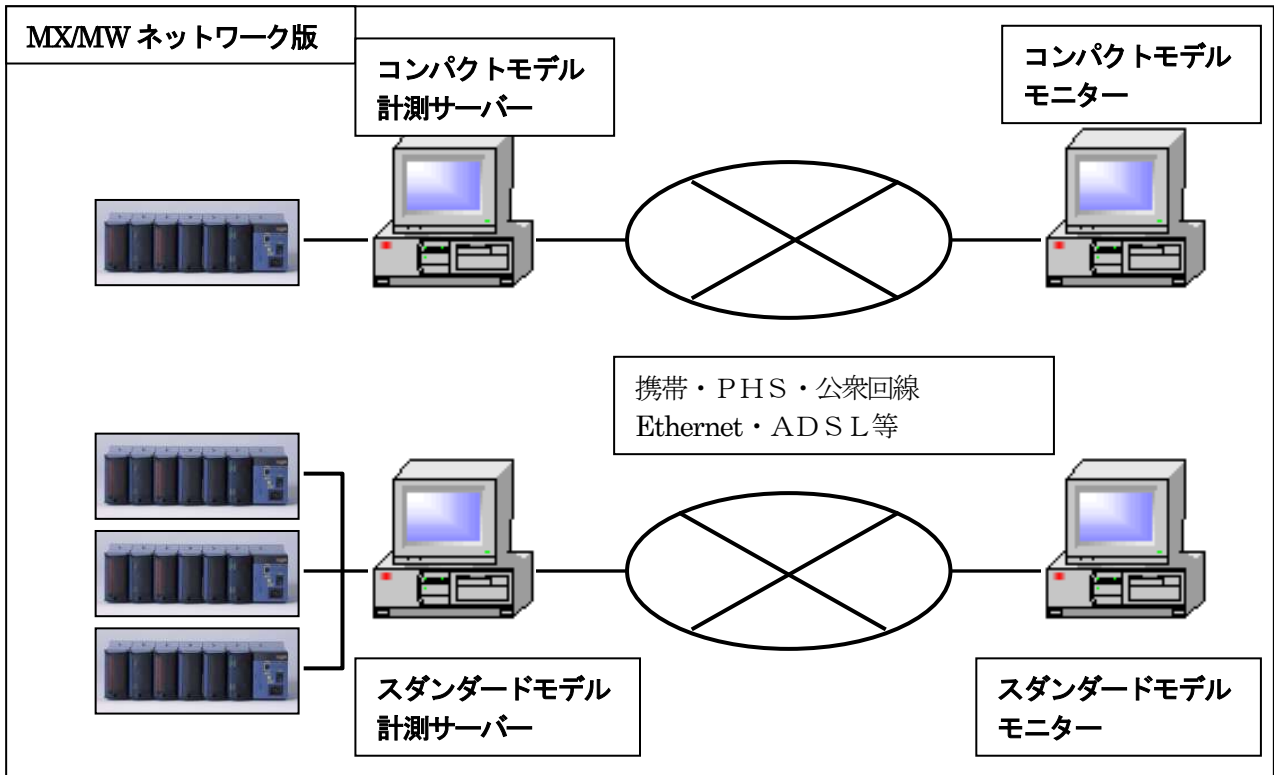 MX/MW ネットワーク版
コンパクトモデル
計測サーバー
コンパクトモデル
モニター
携帯・ＰＨＳ・公衆回線
Ethernet・ＡＤＳＬ等
スダンダードモデル
計測サーバー
スダンダードモデル
モニター